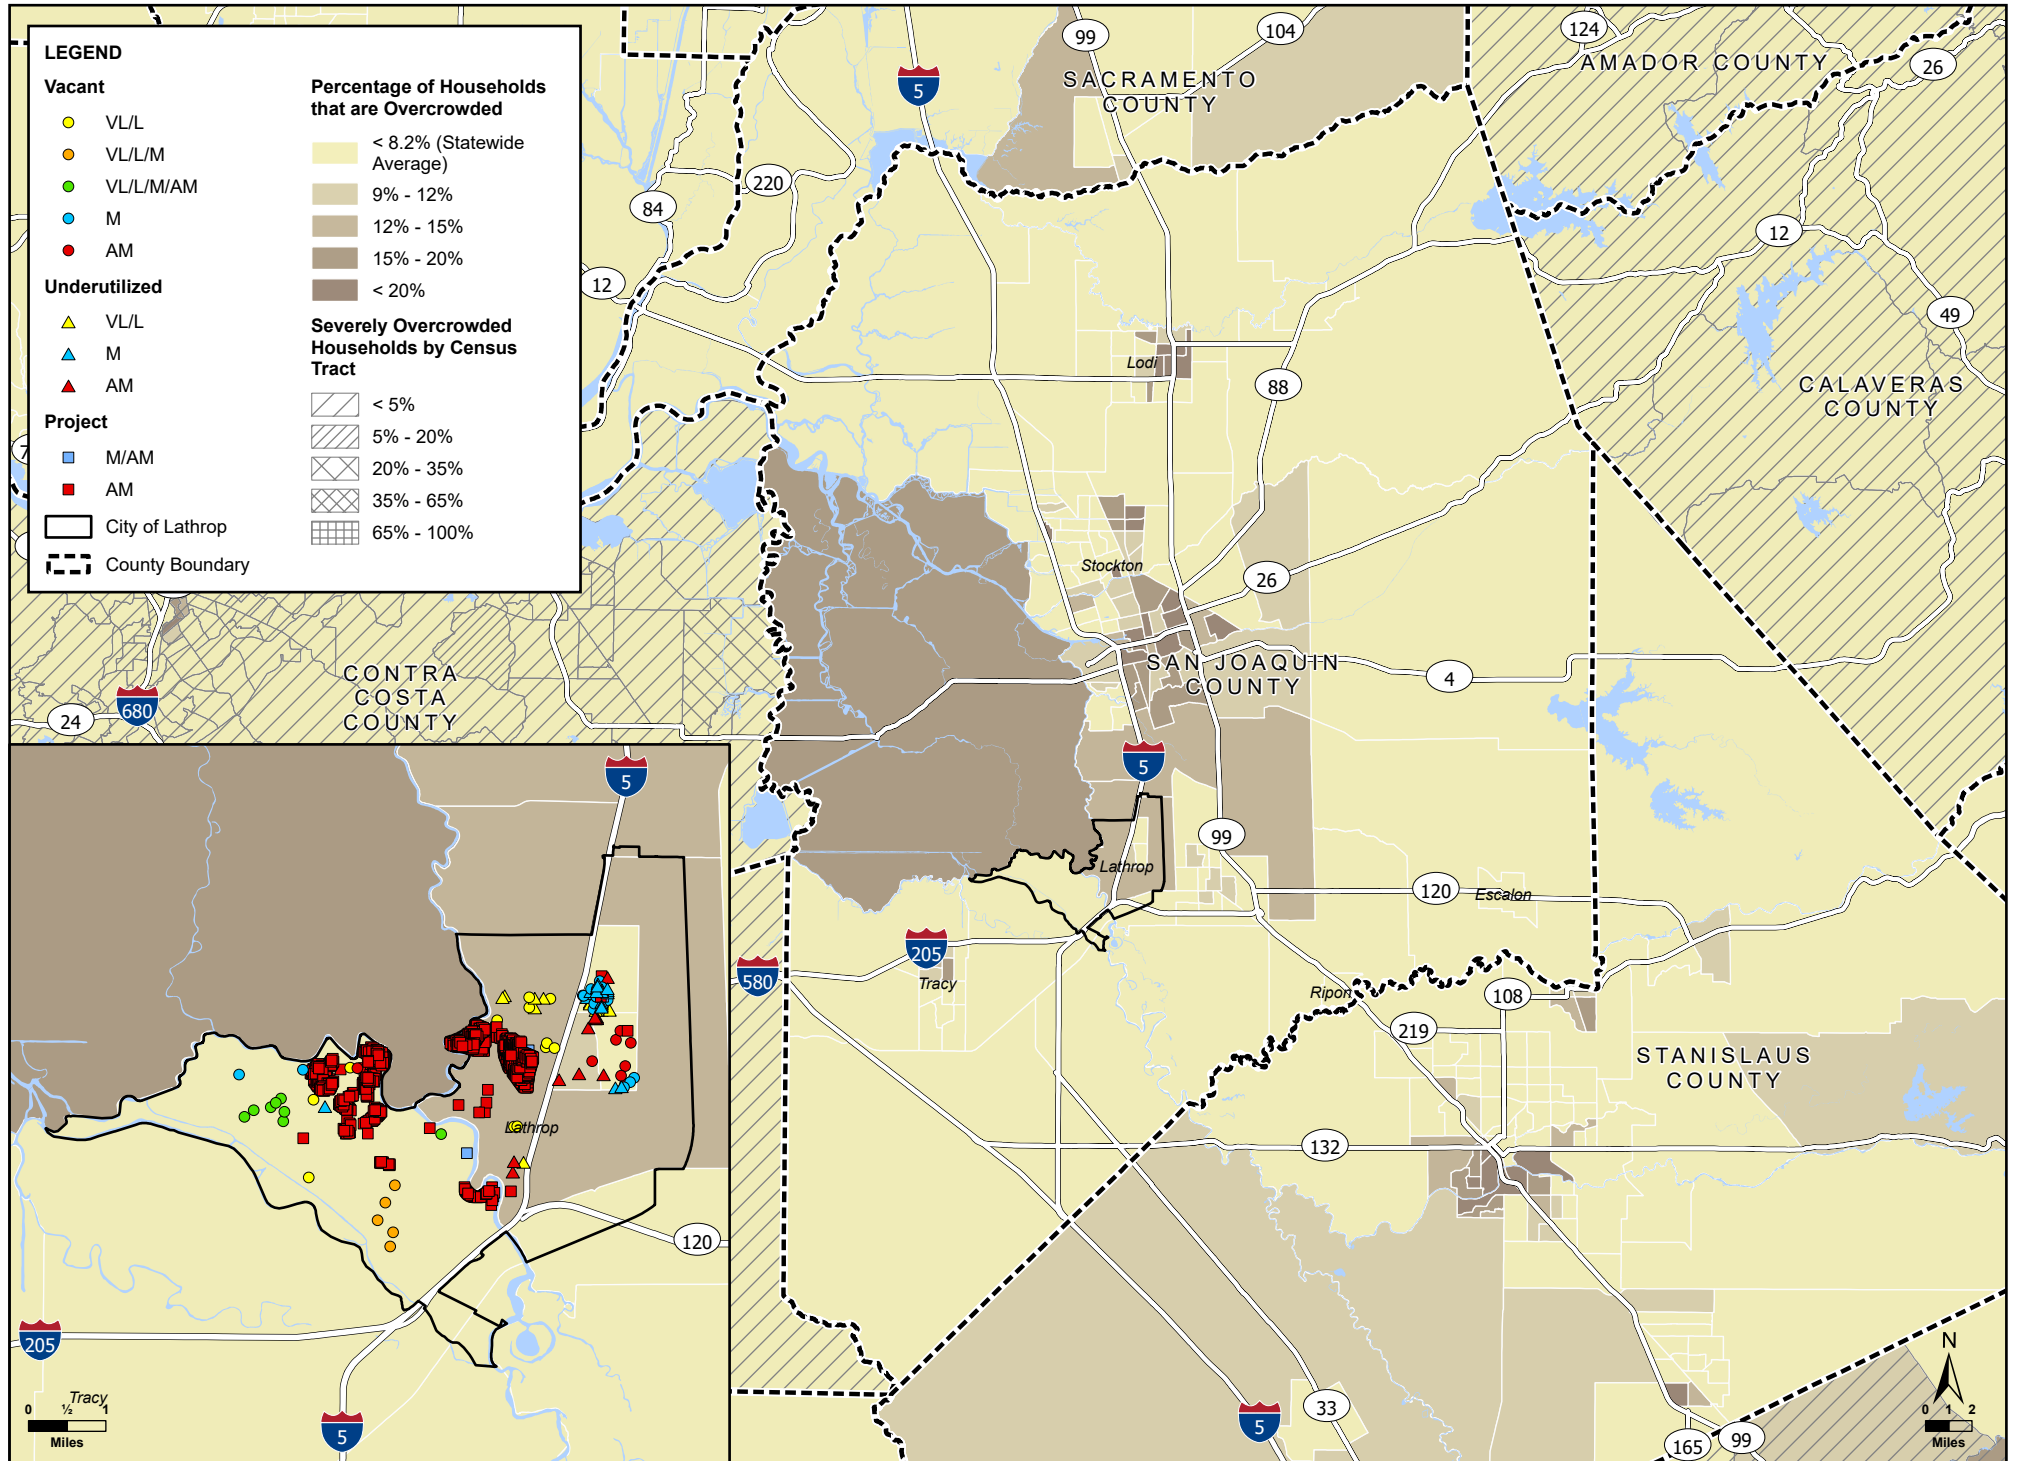 LEGEND
Vacant
VL/L
VL/L/M
VL/L/M/AM
M
AM
Underutilized
VL/L
M
AM
Project
M/AM
AM
City of Lathrop
County Boundary
Percentage of Households
that are Overcrowded
< 8.2% (Statewide
Average)
9% - 12%
12% - 15%
15% - 20%
< 20%
Severely Overcrowded
Households by Census
Tract
< 5%
5% - 20%
20% - 35%
35% - 65%
65% - 100%
99
104
124
5
SACRAMENTO
COUNTY
AMADOR COUNTY
26
220
84
12
12
49
Lodi
88
CALAVERAS
COUNTY
Stockton
26
SAN JOAQUIN
COUNTY
4
CONTRA
COSTA
COUNTY
680
24
5
99
Lathrop
120
Escalon
205
580
Tracy
Ripon
108
219
STANISLAUS
COUNTY
132
5
33
165
99
N
0 1 2
Miles
5
Lathrop
120
205
Tracy
0 ½ 1
Miles
5